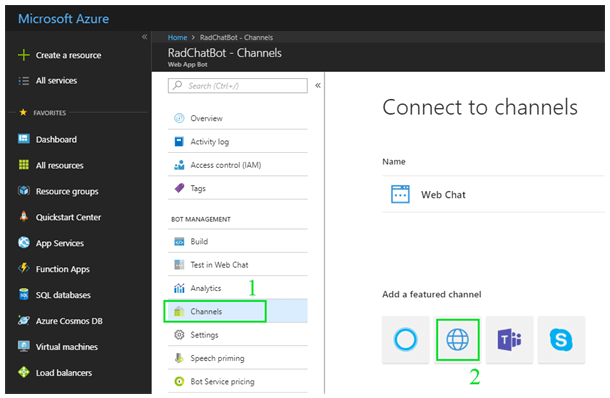 Microsoft Azure
Create a resource
All services
FAVORITES
Dashboard
All resources
Resource groups
Quickstart Center
App Services
Function Apps
SQL databases
Azure Cosmos DB
Virtual machines
Load balancers
Home > RadChatBot - Channels
RadChatBot - Channels
Web App Bot
Search (Ctrl+/)
Overview
Activity log
Access control (IAM)
Tags
BOT MANAGEMENT
Build
Test in Web Chat
Analytics
1
Channels
Settings
Speech priming
Bot Service pricing
Connect to channels
Name
Web Chat
Add a featured channel
2